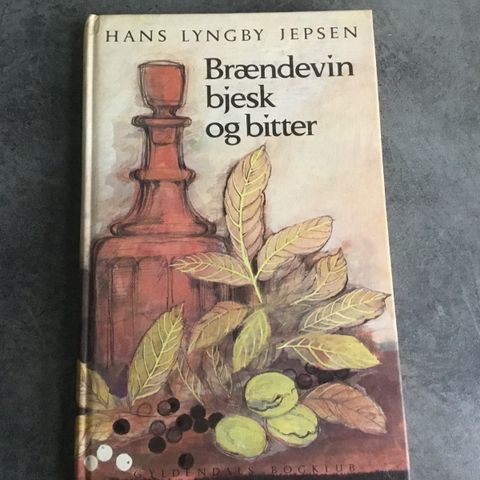 HANS LYNGBY JEPSEN
Brændevin
bjesk
og bitter
GYLDENDALS BOGKLUB